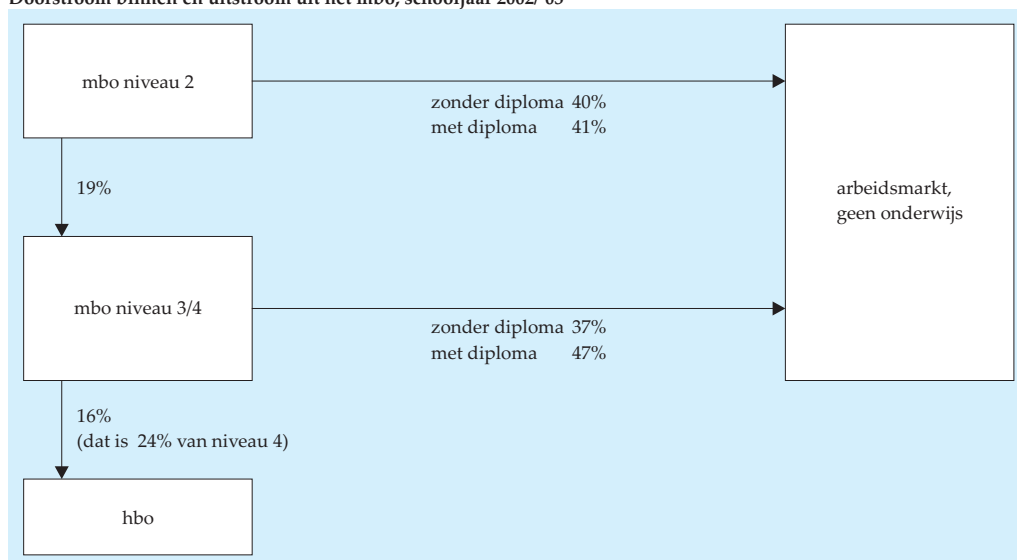 Doorstroom binnen en uitstroom uit het mbo, schooljaar 2002/'03
mbo niveau 2
zonder diploma 40%
met diploma 41%
19%
arbeidsmarkt,
geen onderwijs
mbo niveau 3/4
zonder diploma 37%
met diploma 47%
16%
(dat is 24% van niveau 4)
hbo